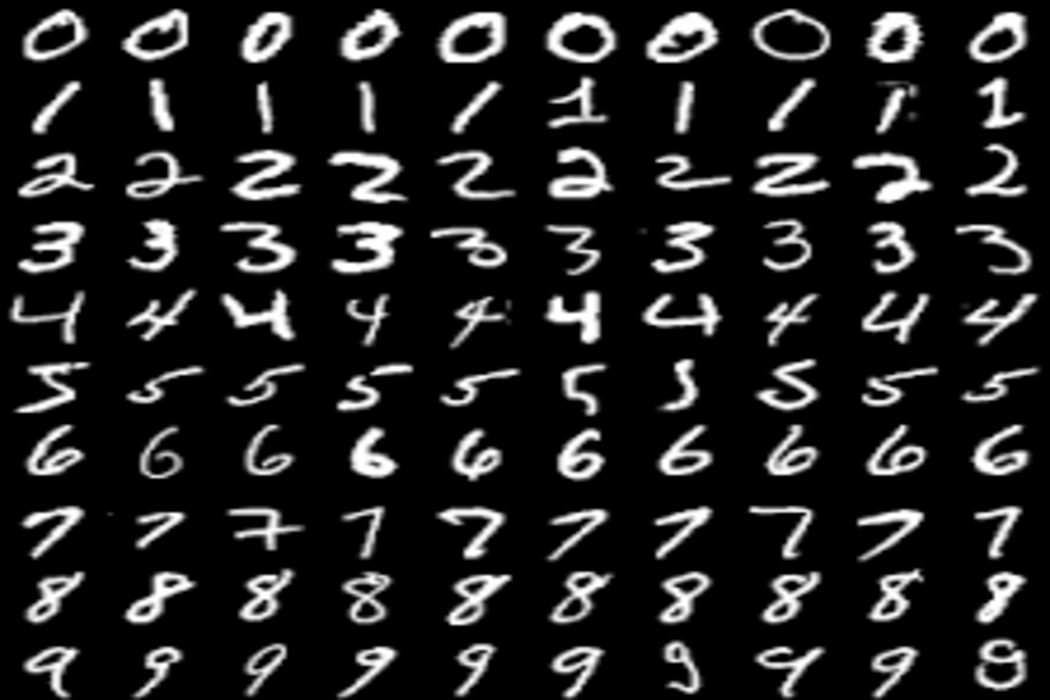 0 0 0 0 0 0 0 0 0 0
1 1 1 1 1 1 1 1 1 1
2 2 2 2 2 2 2 2 2 2
3 3 3 3 3 3 3 3 3 3
4 4 4 4 4 4 4 4 4 4
5 5 5 5 5 5 5 5 5 5
6 6 6 6 6 6 6 6 6 6
7 7 7 7 7 7 7 7 7 7
8 8 8 8 8 8 8 8 8 8
9 9 9 9 9 9 9 9 9 9